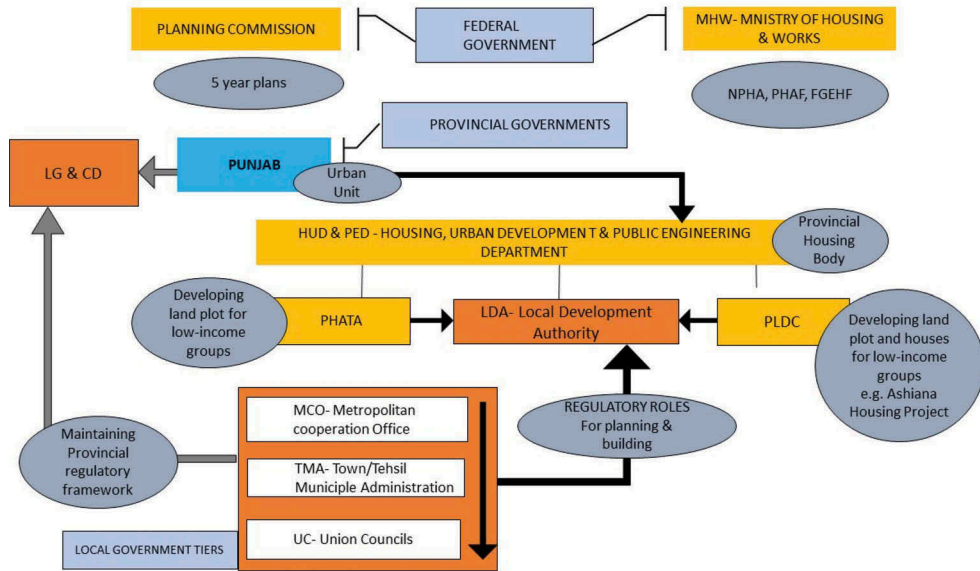 PLANNING COMMISSION
FEDERAL
GOVERNMENT
MHW- MNISTRY OF HOUSING
& WORKS
5 year plans
NPHA, PHAF, FGEHF
PROVINCIAL GOVERNMENTS
LG & CD
PUNJAB
Urban
Unit
HUD & PED - HOUSING, URBAN DEVELOPMEN T & PUBLIC ENGINEERING
DEPARTMENT
Provincial
Housing
Body
Developing
land plot for
low-income
groups
PHATA
LDA- Local Development
Authority
PLDC
Developing land
plot and houses
for low-income
groups
e.g. Ashiana
Housing Project
MCO- Metropolitan
cooperation Office
REGULATORY ROLES
For planning &
building
Maintaining
Provincial
regulatory
framework
TMA- Town/Tehsil
Municiple Administration
UC- Union Councils
LOCAL GOVERNMENT TIERS